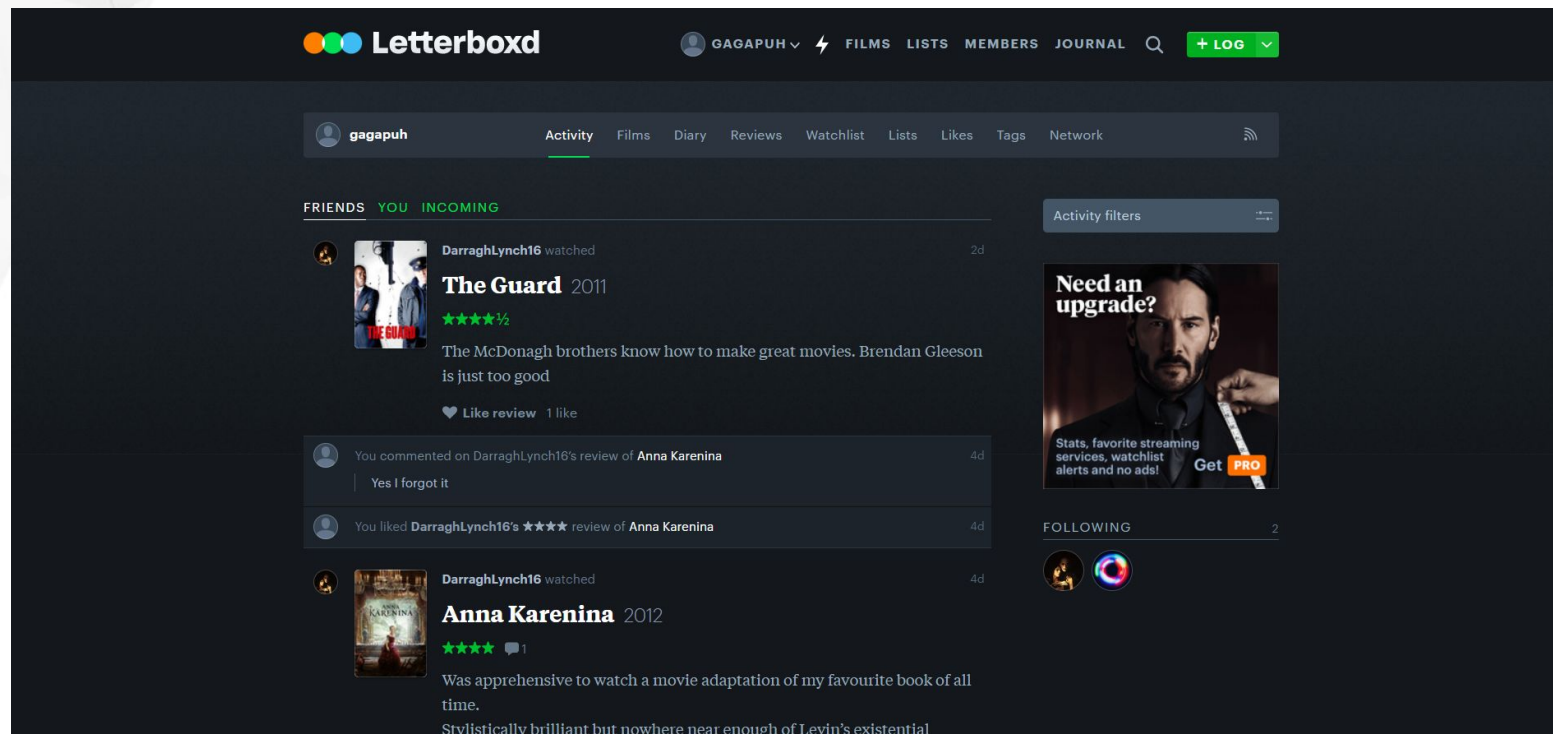 Letterboxd
GAGAPUH FILMS LISTS MEMBERS JOURNAL + LOG
gagapuh Activity Films Diary Reviews Watchlist Lists Likes Tags Network
FRIENDS YOU INCOMING
Activity filters
DarraghLynch16 watched 2d
The Guard 2011
★★★★½
THE GUARD
The McDonagh brothers know how to make great movies. Brendan Gleeson
is just too good
Like review 1 like
Need an
upgrade?
Stats, favorite streaming
services, watchlist
alerts and no ads!
Get PRO
You commented on DarraghLynch16's review of Anna Karenina 4d
Yes I forgot it
You liked DarraghLynch16's ★★★★ review of Anna Karenina 4d
FOLLOWING 2
DarraghLynch16 watched 4d
ANNA
KARENINA
Anna Karenina 2012
★★★★ 1
Was apprehensive to watch a movie adaptation of my favourite book of all
time.
Stylistically brilliant but nowhere near enough of Levin's existential